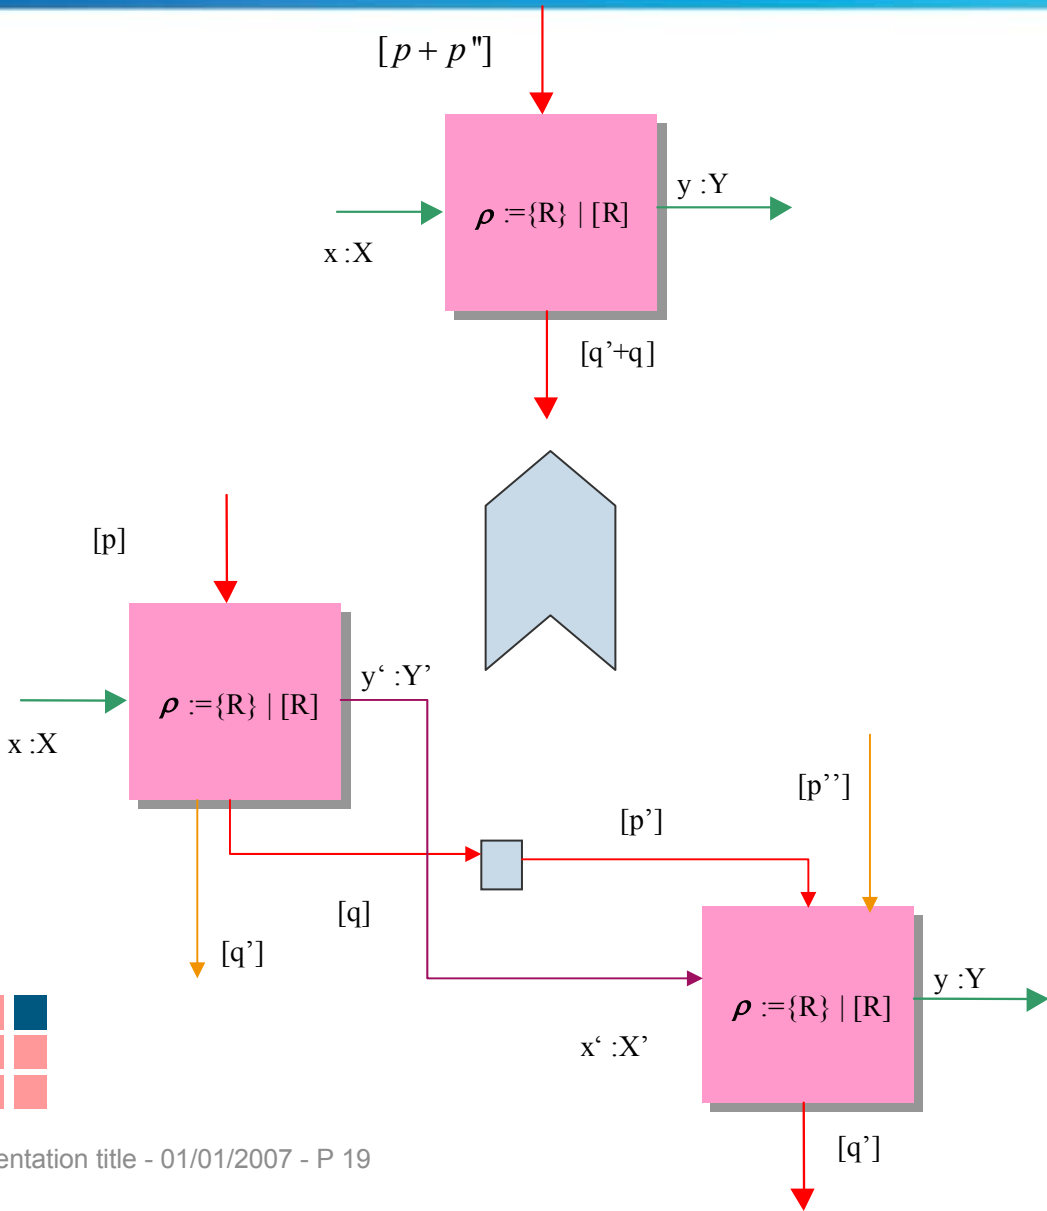 [p + p "]
y :Y
ρ :={R} | [R]
x :X
[q’+q]
[p]
y‘ :Y’
ρ :={R} | [R]
x :X
[p’’]
[p’]
[q]
[q’]
y :Y
ρ :={R} | [R]
x‘ :X’
[q’]
entation title - 01/01/2007 - P 19